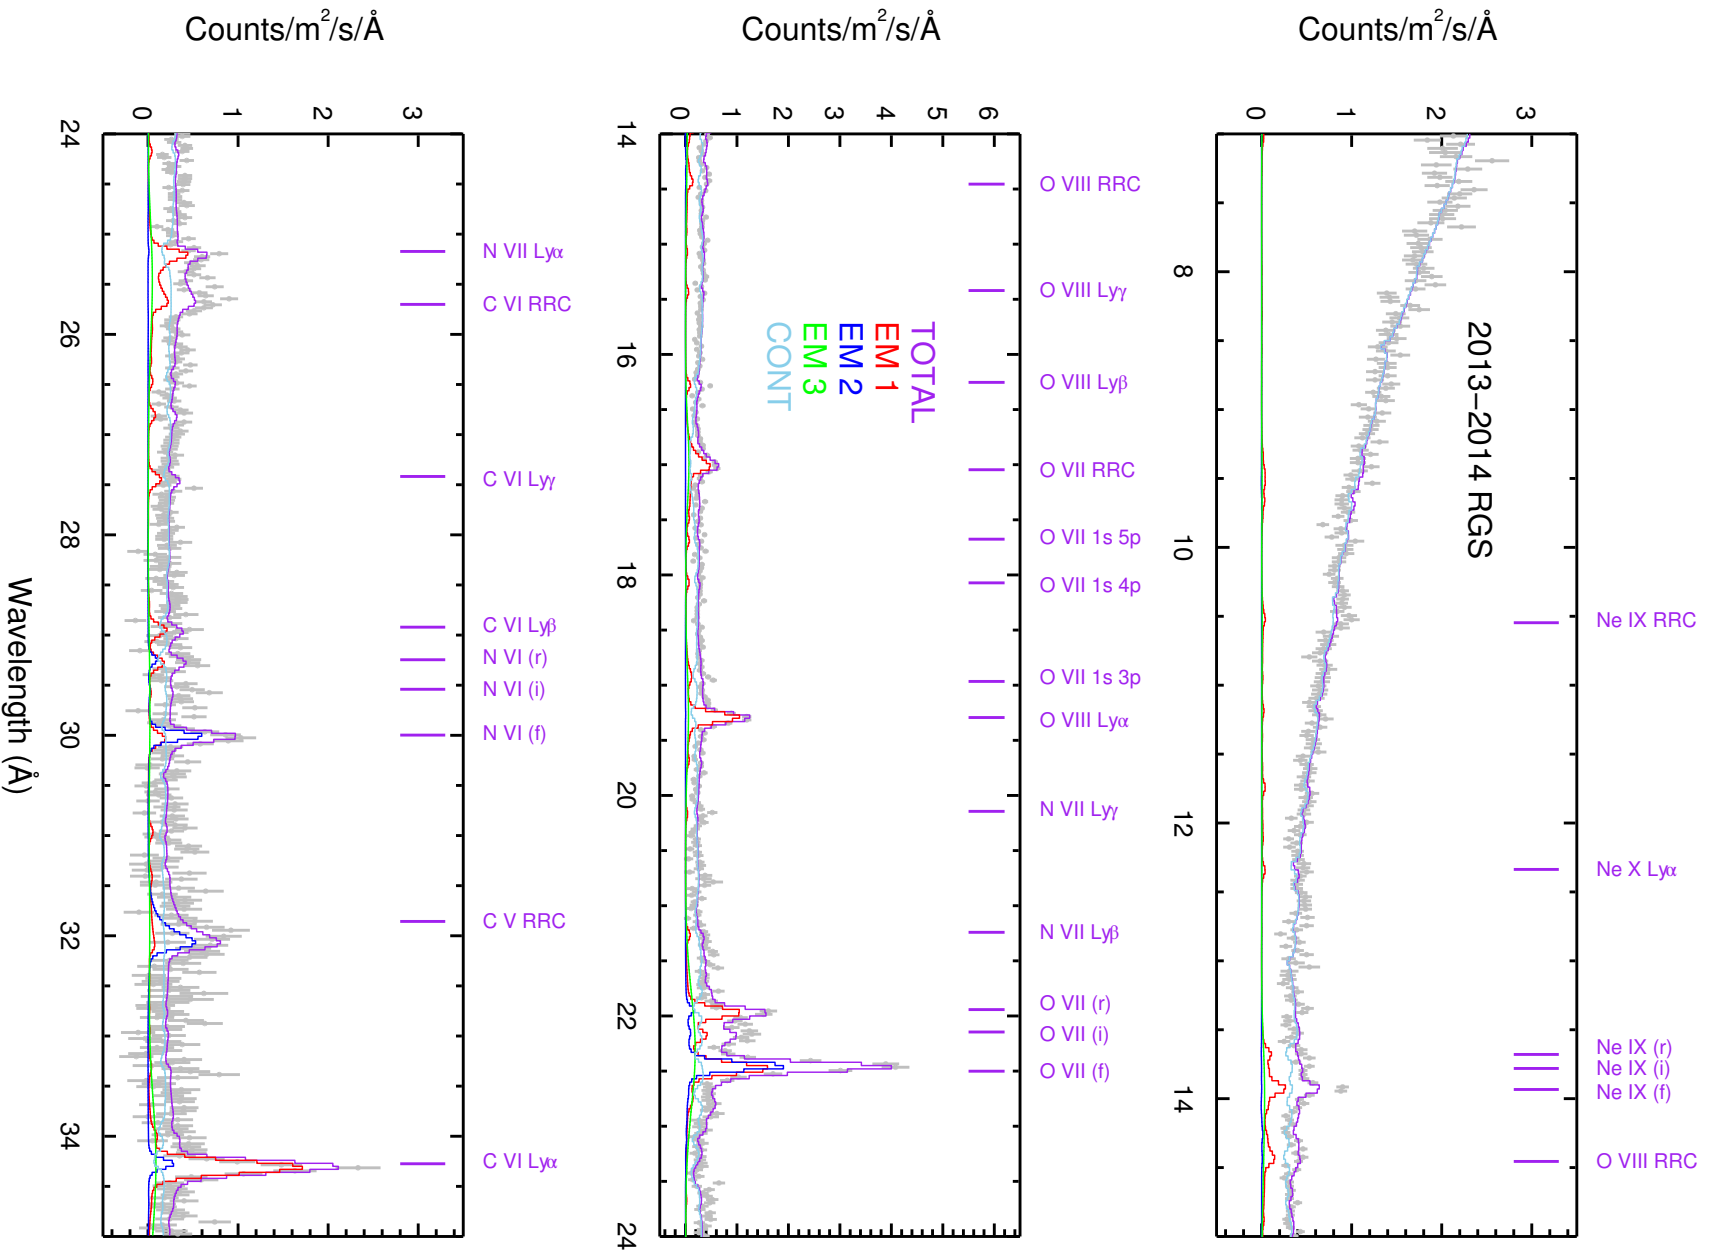 2013−2014 RGS
Counts/m2/s/Å
0 1 2 3
8 10 12 14
Ne IX RRC
Ne X Lyα
Ne IX (r)
Ne IX (i)
Ne IX (f)
O VIII RRC
Counts/m2/s/Å
0 1 2 3 4 5 6
14 16 18 20 22 24
O VIII RRC
O VIII Lyγ
O VIII Lyβ
O VII RRC
O VII 1s 5p
O VII 1s 4p
O VII 1s 3p
O VIII Lyα
N VII Lyγ
N VII Lyβ
O VII (r)
O VII (i)
O VII (f)
TOTAL
EM 1
EM 2
EM 3
CONT
Counts/m2/s/Å
0 1 2 3
24 26 28 30 32 34
N VII Lyα
C VI RRC
C VI Lyγ
C VI Lyβ
N VI (r)
N VI (i)
N VI (f)
C V RRC
C VI Lyα
Wavelength (Å)